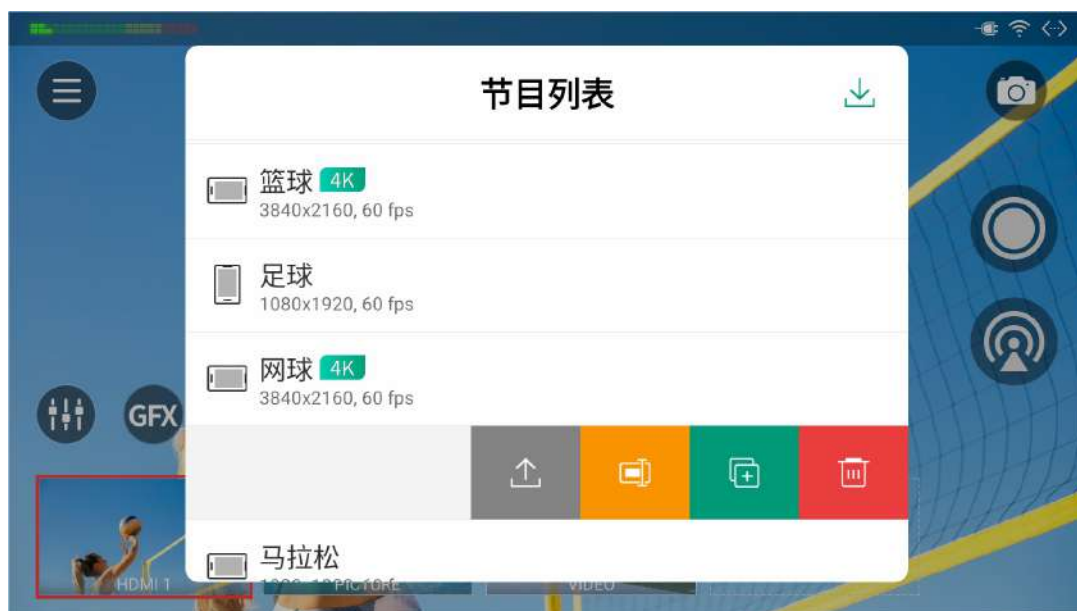 节目列表
篮球 4K
3840x2160, 60 fps
足球
1080x1920, 60 fps
网球 4K
3840x2160, 60 fps
GFX
马拉松
HDMI 1
PICTURE
VIDEO